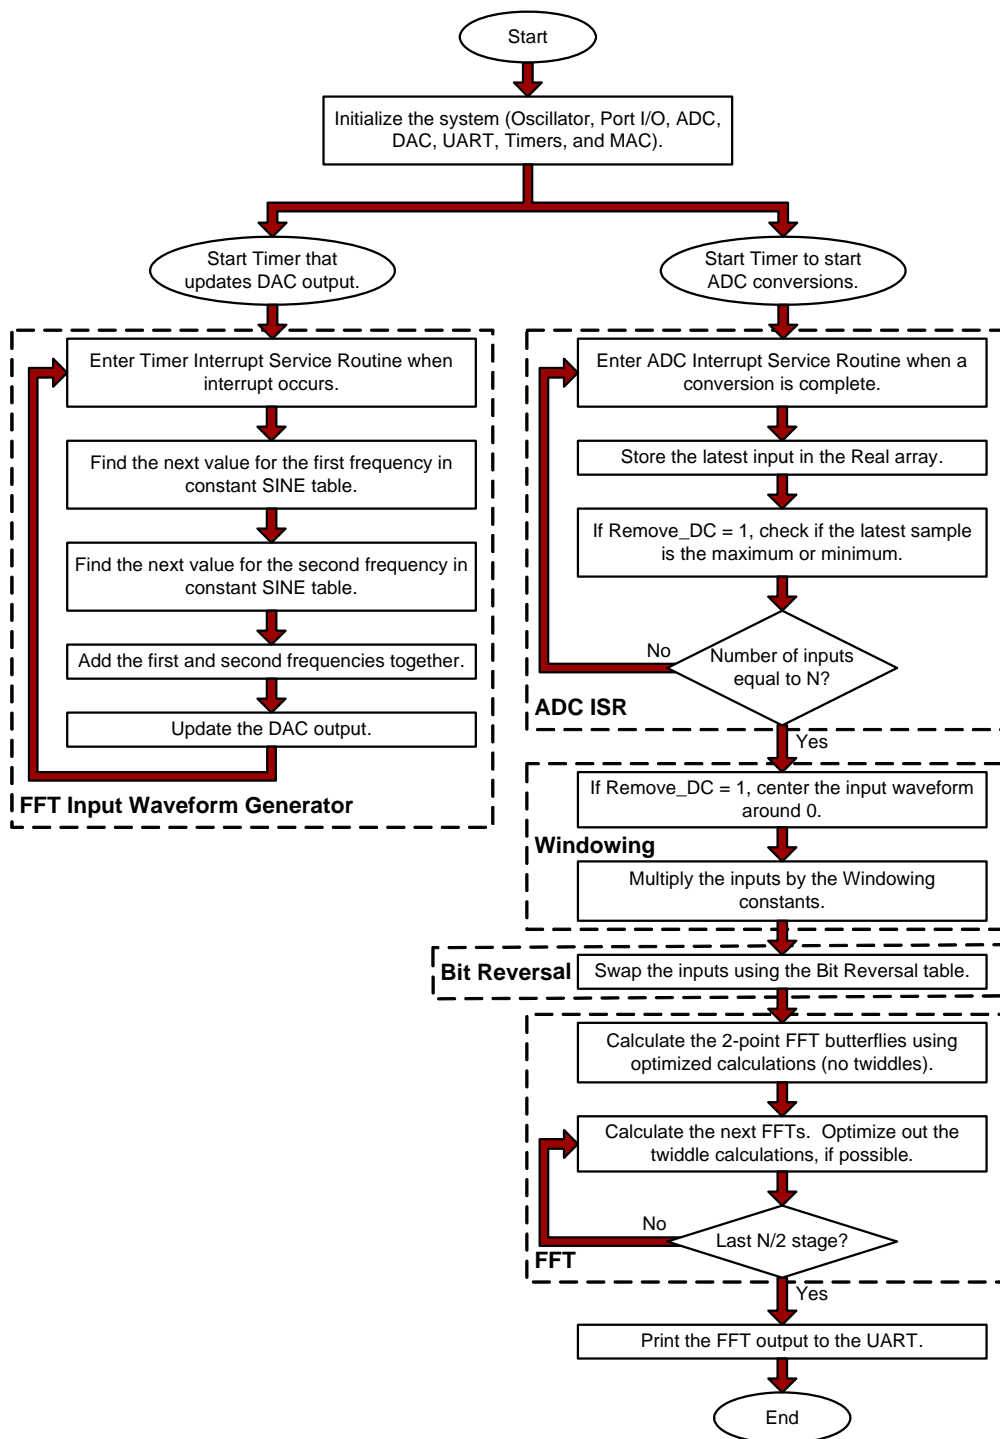 Start
Initialize the system (Oscillator, Port I/O, ADC,
DAC, UART, Timers, and MAC).
Start Timer that
updates DAC output.
Enter Timer Interrupt Service Routine when
interrupt occurs.
Find the next value for the first frequency in
constant SINE table.
Find the next value for the second frequency in
constant SINE table.
Add the first and second frequencies together.
Update the DAC output.
FFT Input Waveform Generator
Start Timer to start
ADC conversions.
Enter ADC Interrupt Service Routine when a
conversion is complete.
Store the latest input in the Real array.
If Remove_DC = 1, check if the latest sample
is the maximum or minimum.
No
Number of inputs
equal to N?
ADC ISR
Yes
If Remove_DC = 1, center the input waveform
around 0.
Windowing
Multiply the inputs by the Windowing
constants.
Bit Reversal
Swap the inputs using the Bit Reversal table.
Calculate the 2-point FFT butterflies using
optimized calculations (no twiddles).
Calculate the next FFTs.  Optimize out the
twiddle calculations, if possible.
No
Last N/2 stage?
FFT
Yes
Print the FFT output to the UART.
End